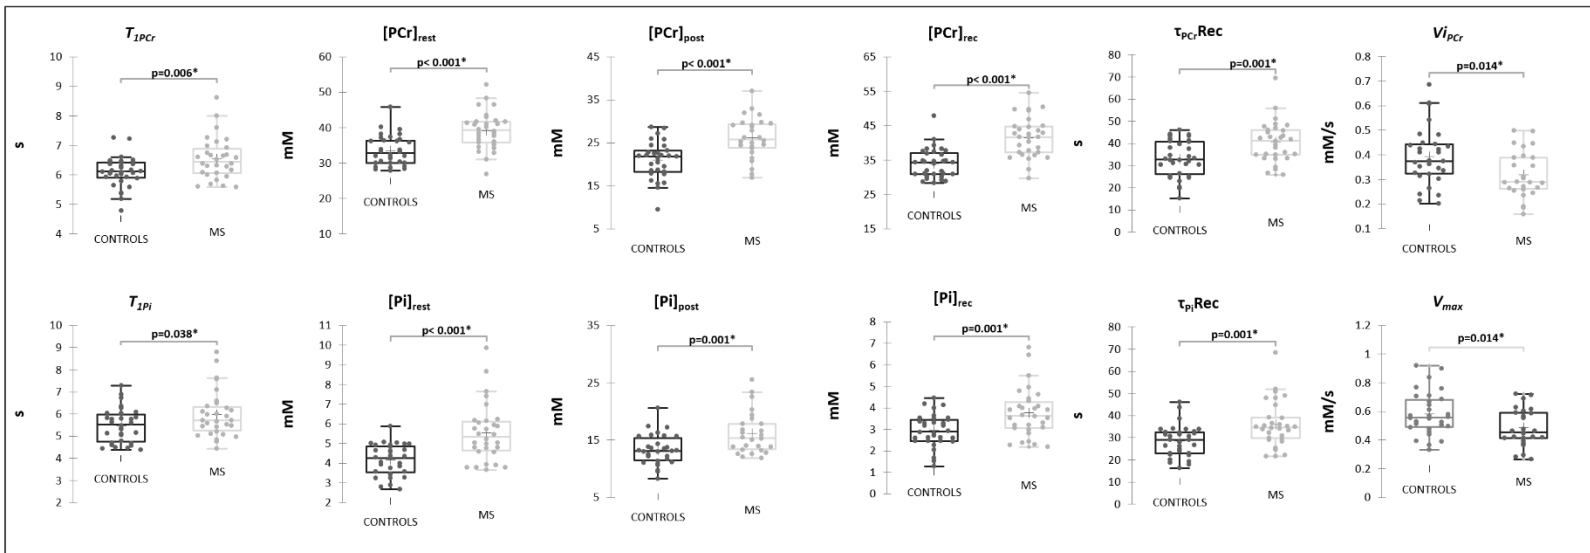 T1PCr
s
10
9
8
7
6
5
4
p=0.006*
CONTROLS
MS
[PCr]rest
mM
60
50
40
30
20
10
p< 0.001*
CONTROLS
MS
[PCr]post
mM
45
35
25
15
5
p< 0.001*
CONTROLS
MS
[PCr]rec
mM
65
55
45
35
25
15
p< 0.001*
CONTROLS
MS
τPCrRec
s
80
70
60
50
40
30
20
10
0
p=0.001*
CONTROLS
MS
ViPCr
mM/s
0.8
0.7
0.6
0.5
0.4
0.3
0.2
0.1
p=0.014*
CONTROLS
MS
T1Pi
s
10
9
8
7
6
5
4
3
2
p=0.038*
CONTROLS
MS
[Pi]rest
mM
11
10
9
8
7
6
5
4
3
2
p< 0.001*
CONTROLS
MS
[Pi]post
mM
35
25
15
5
p=0.001*
CONTROLS
MS
[Pi]rec
mM
8
7
6
5
4
3
2
1
0
p=0.001*
CONTROLS
MS
τPiRec
s
80
70
60
50
40
30
20
10
0
p=0.001*
CONTROLS
MS
Vmax
mM/s
1.2
1
0.8
0.6
0.4
0.2
0
p=0.014*
CONTROLS
MS